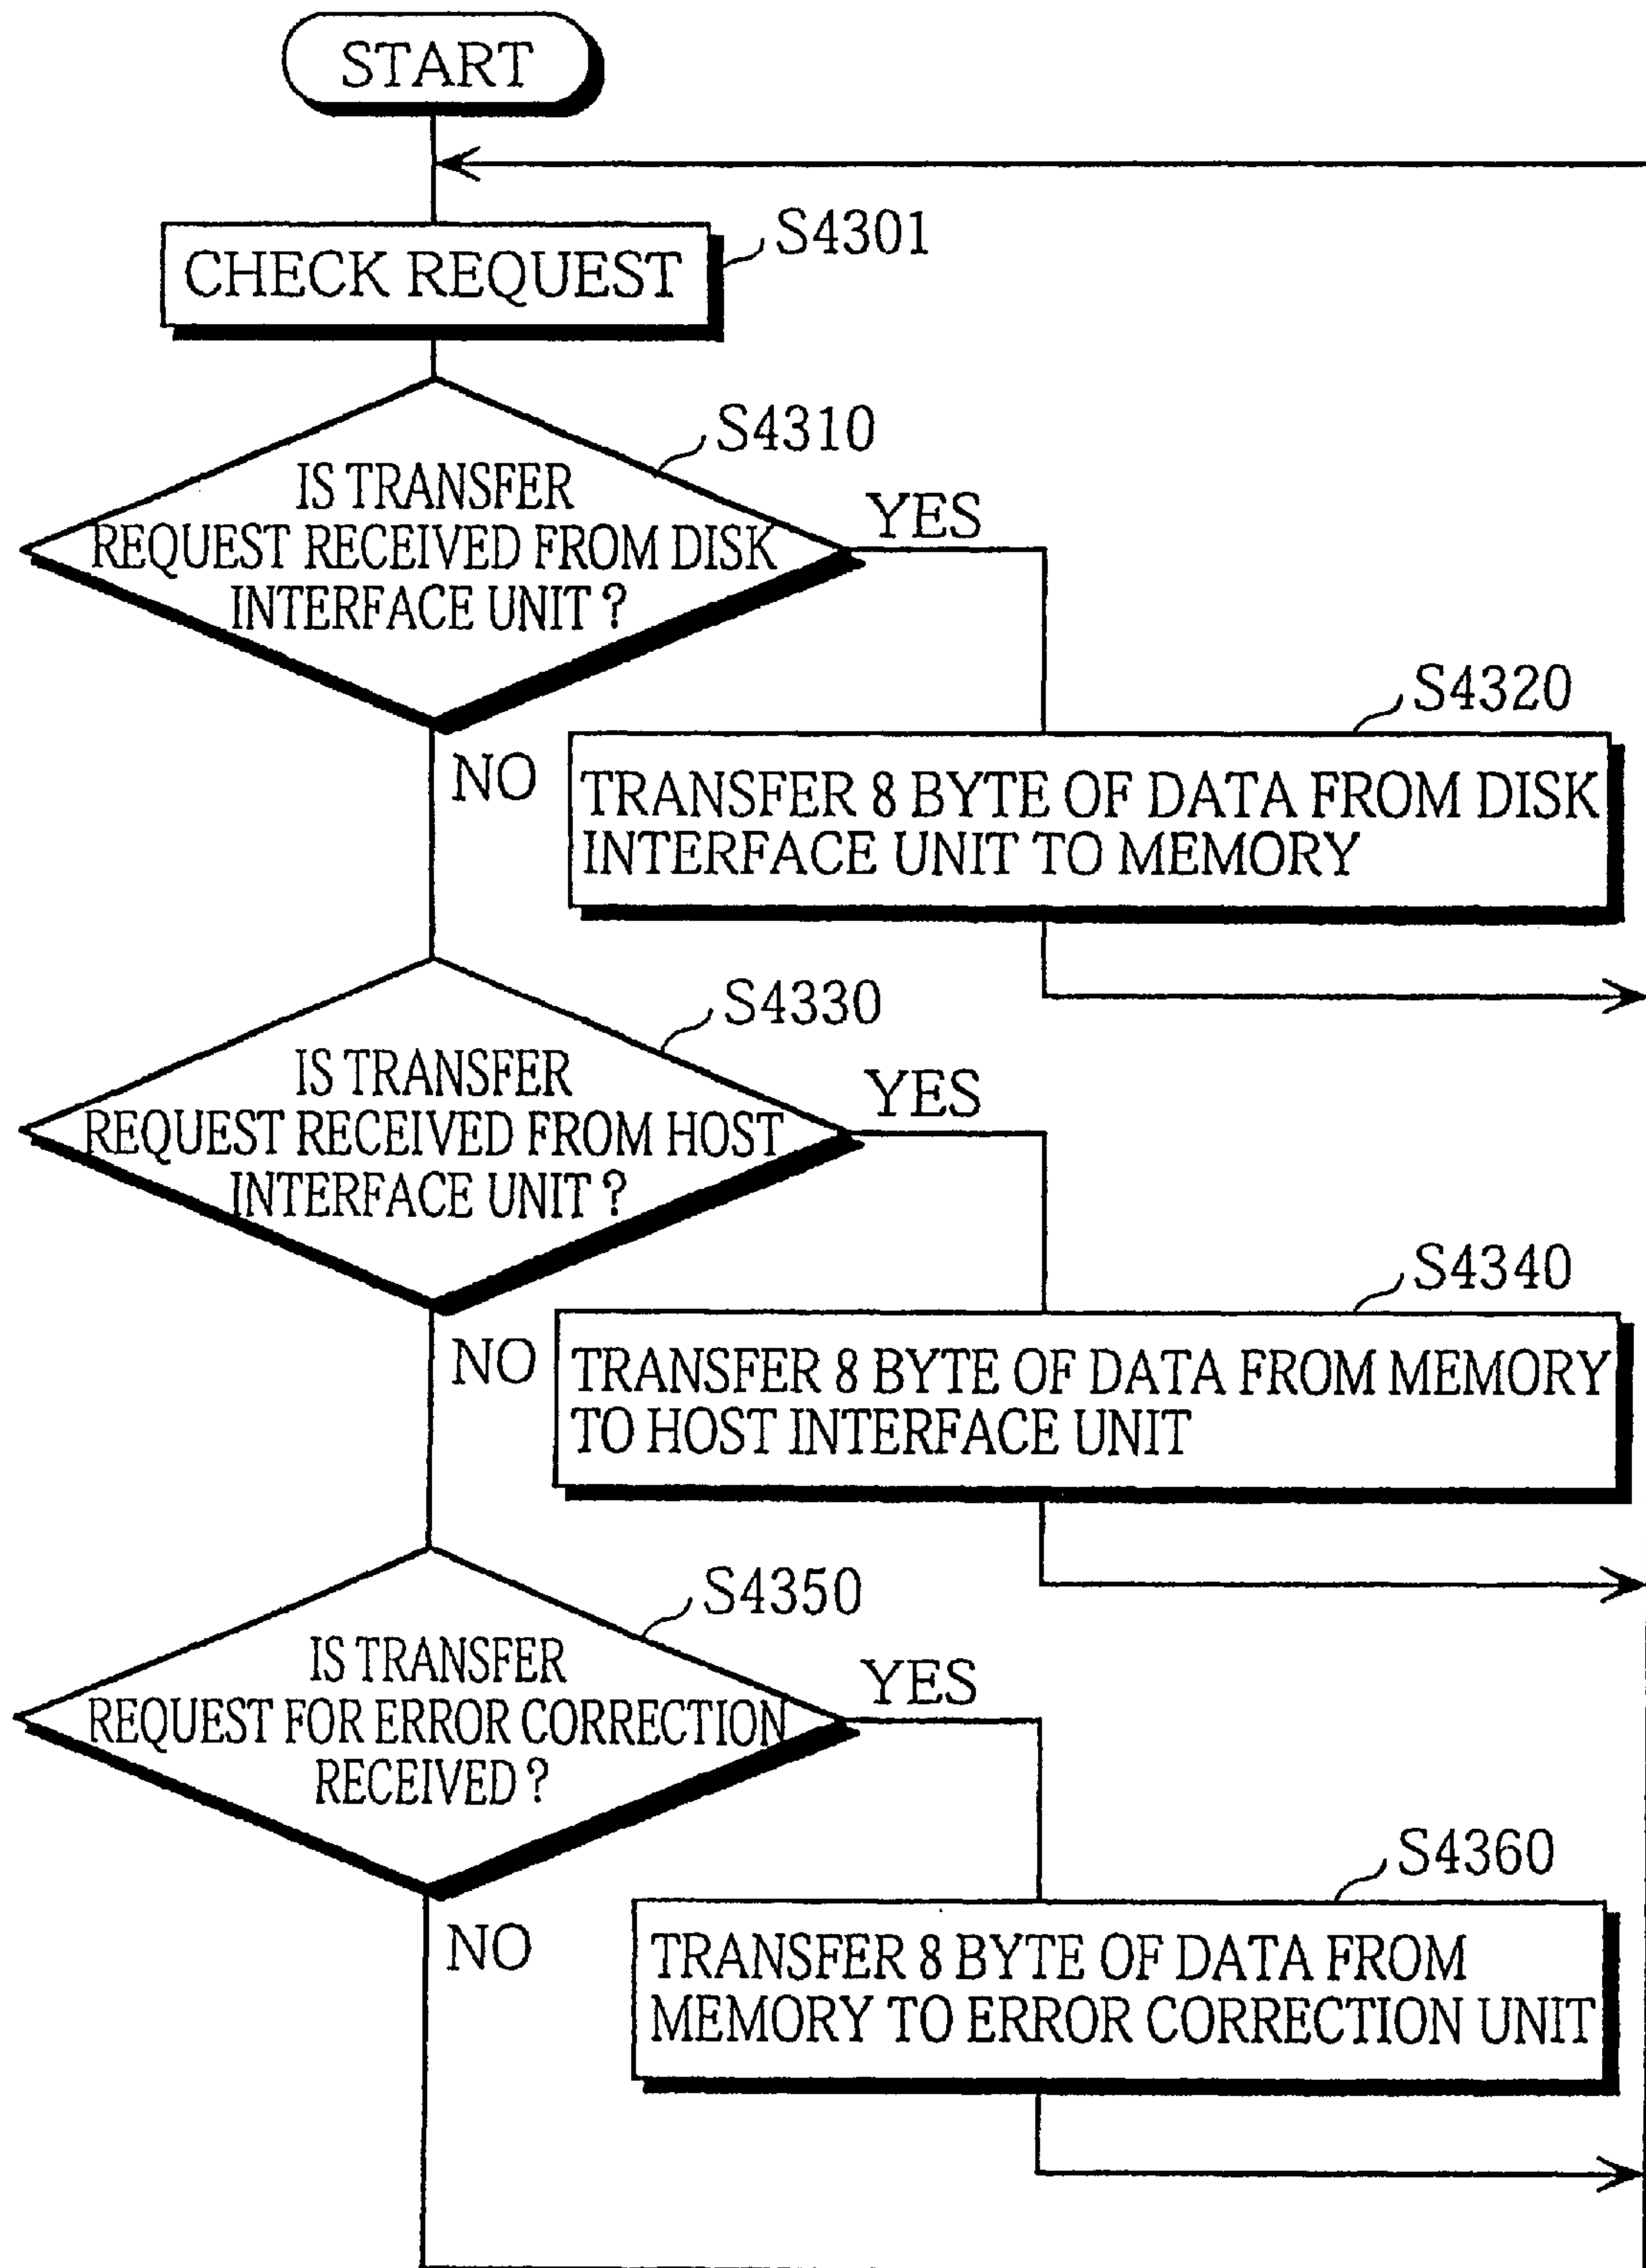 START
CHECK REQUEST
S4301
S4310
IS TRANSFER
REQUEST RECEIVED FROM DISK
INTERFACE UNIT ?
YES
NO
S4320
TRANSFER 8 BYTE OF DATA FROM DISK
INTERFACE UNIT TO MEMORY
S4330
IS TRANSFER
REQUEST RECEIVED FROM HOST
INTERFACE UNIT ?
YES
NO
S4340
TRANSFER 8 BYTE OF DATA FROM MEMORY
TO HOST INTERFACE UNIT
S4350
IS TRANSFER
REQUEST FOR ERROR CORRECTION
RECEIVED ?
YES
NO
S4360
TRANSFER 8 BYTE OF DATA FROM
MEMORY TO ERROR CORRECTION UNIT